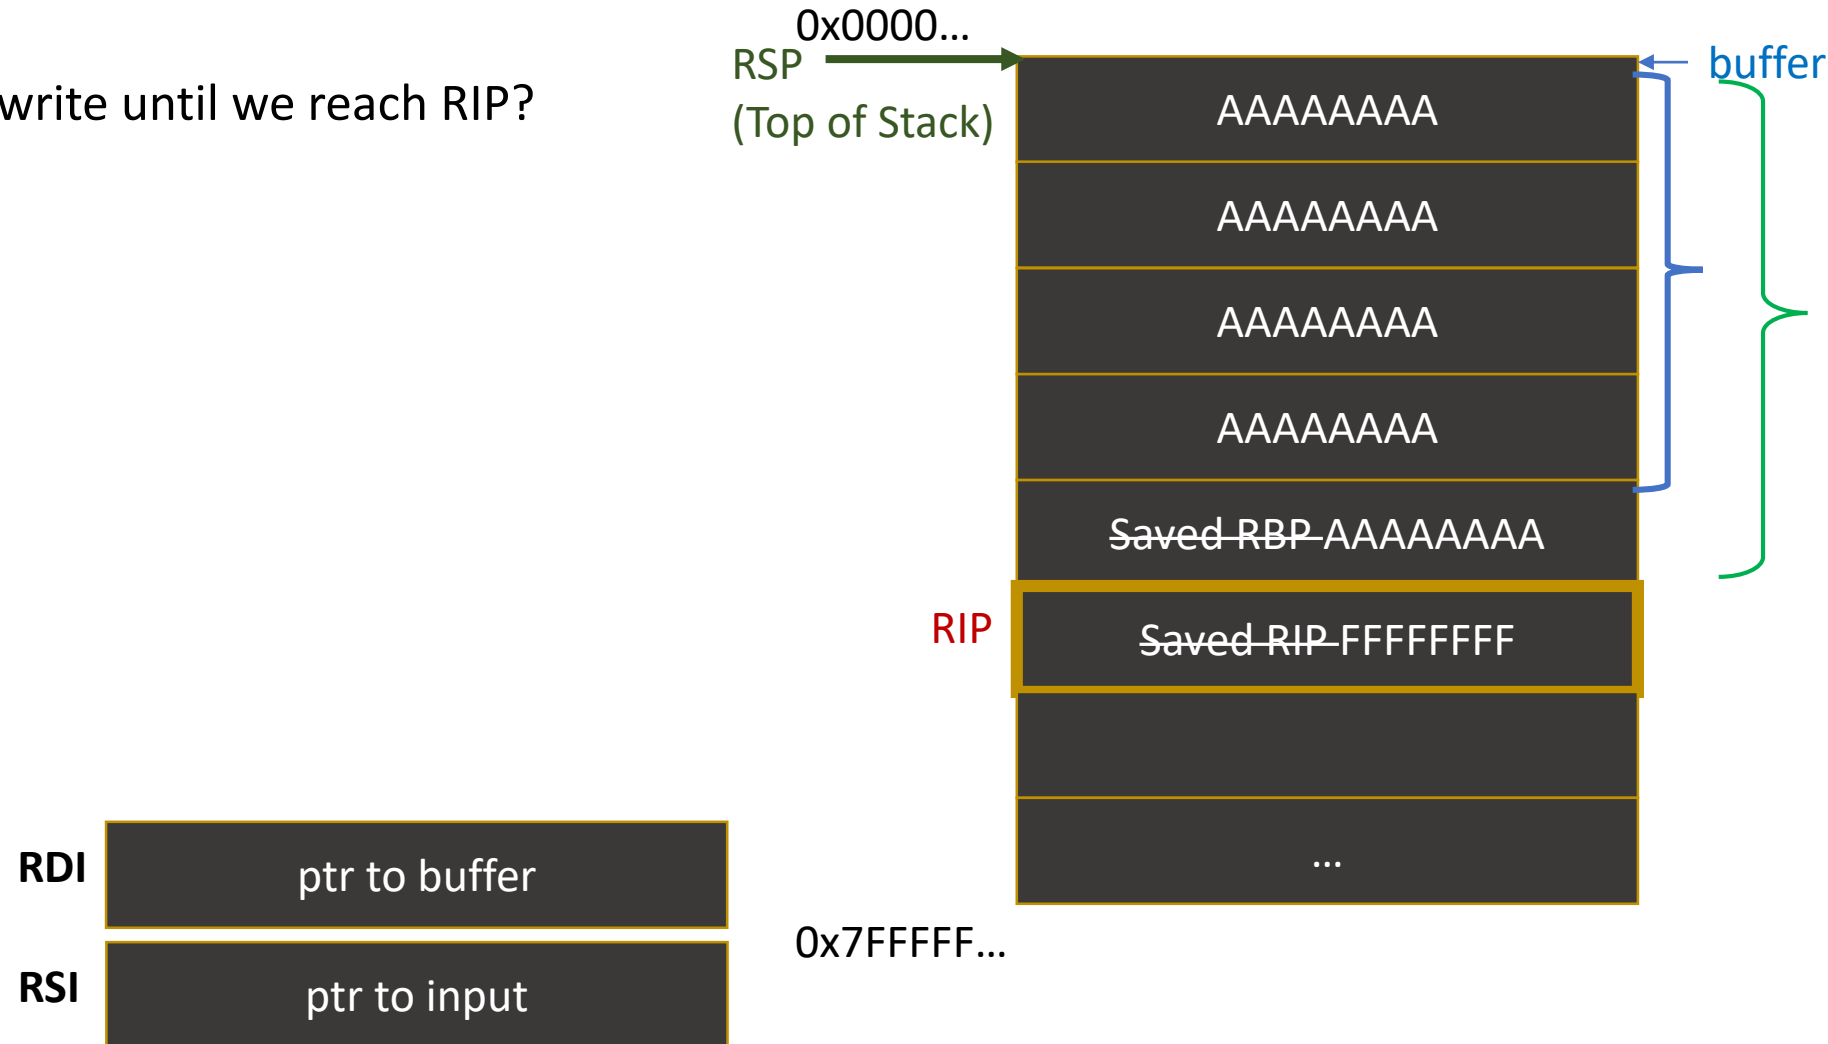 0x0000…
RSP
buffer
write until we reach RIP?
(Top of Stack)
AAAAAAAA
AAAAAAAA
AAAAAAAA
AAAAAAAA
Saved RBP AAAAAAAA
RIP
Saved RIP FFFFFFFF
…
RDI
ptr to buffer
0x7FFFFF…
RSI
ptr to input